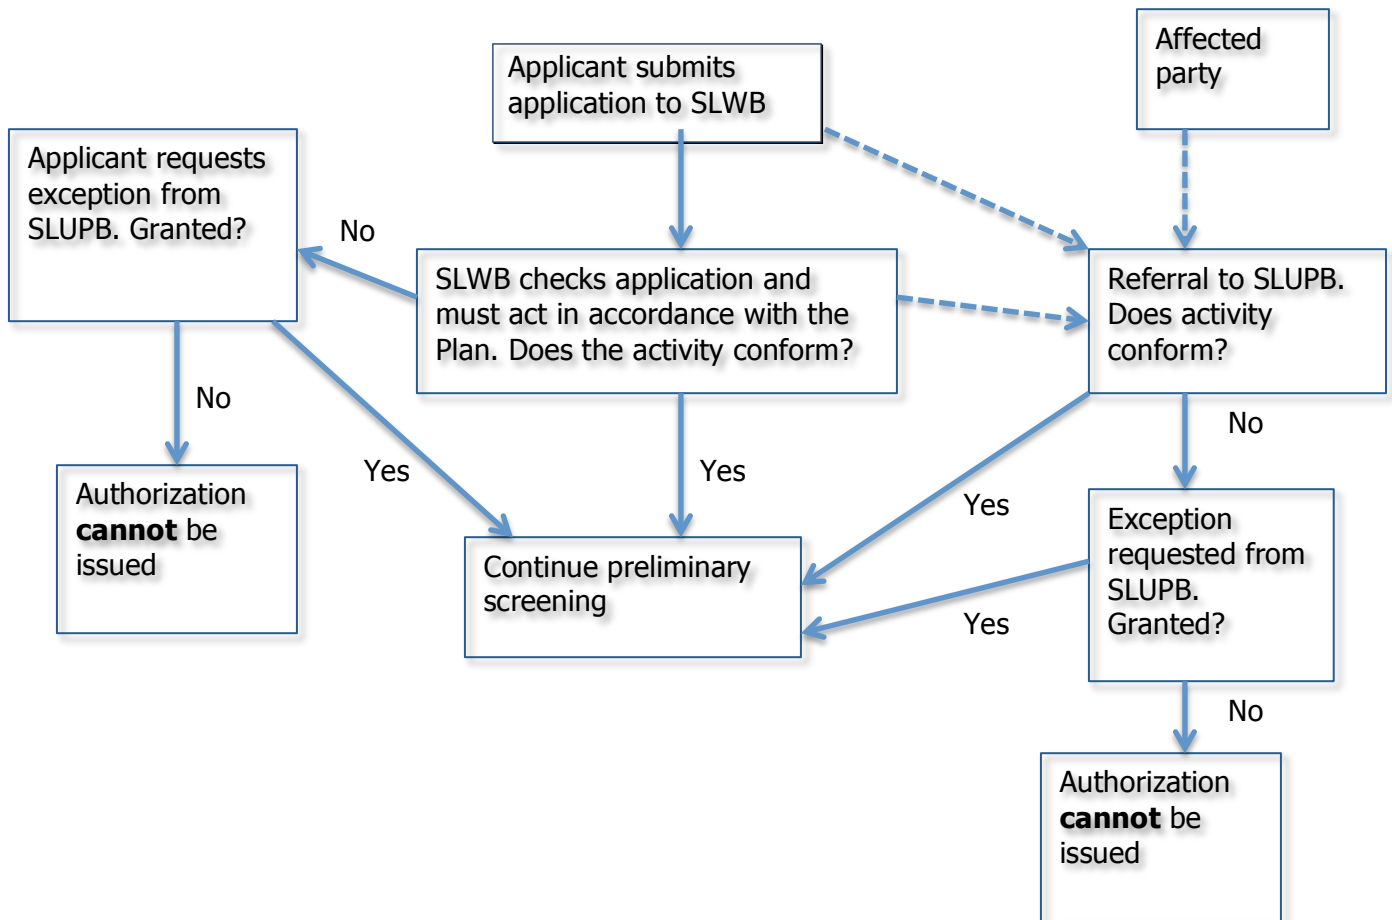 Applicant submits
application to SLWB
Affected
party
Applicant requests
exception from
SLUPB. Granted?
No
SLWB checks application and
must act in accordance with the
Plan. Does the activity conform?
Referral to SLUPB.
Does activity
conform?
No
Yes
Yes
No
Yes
Authorization
cannot be
issued
Continue preliminary
screening
Exception
requested from
SLUPB.
Granted?
Yes
No
Authorization
cannot be
issued